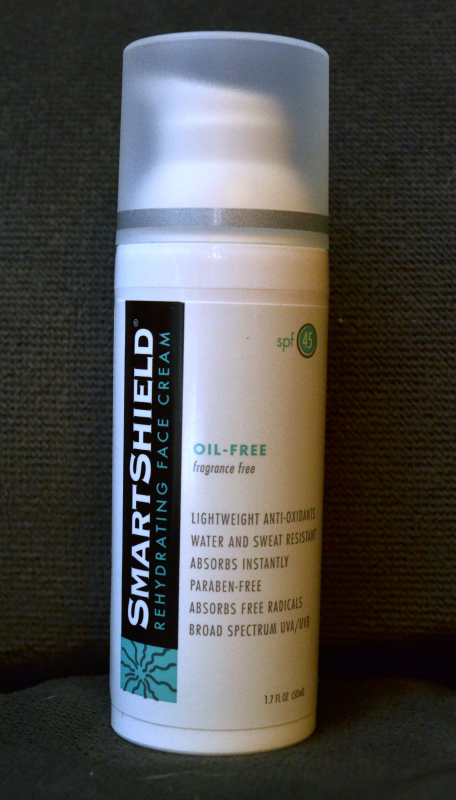 SMARTSHIELD®
REHYDRATING FACE CREAM
spf 45
OIL-FREE
fragrance free
LIGHTWEIGHT ANTI-OXIDANTS
WATER AND SWEAT RESISTANT
ABSORBS INSTANTLY
PARABEN-FREE
ABSORBS FREE RADICALS
BROAD SPECTRUM UVA/UVB
1.7 FL OZ (50ml)